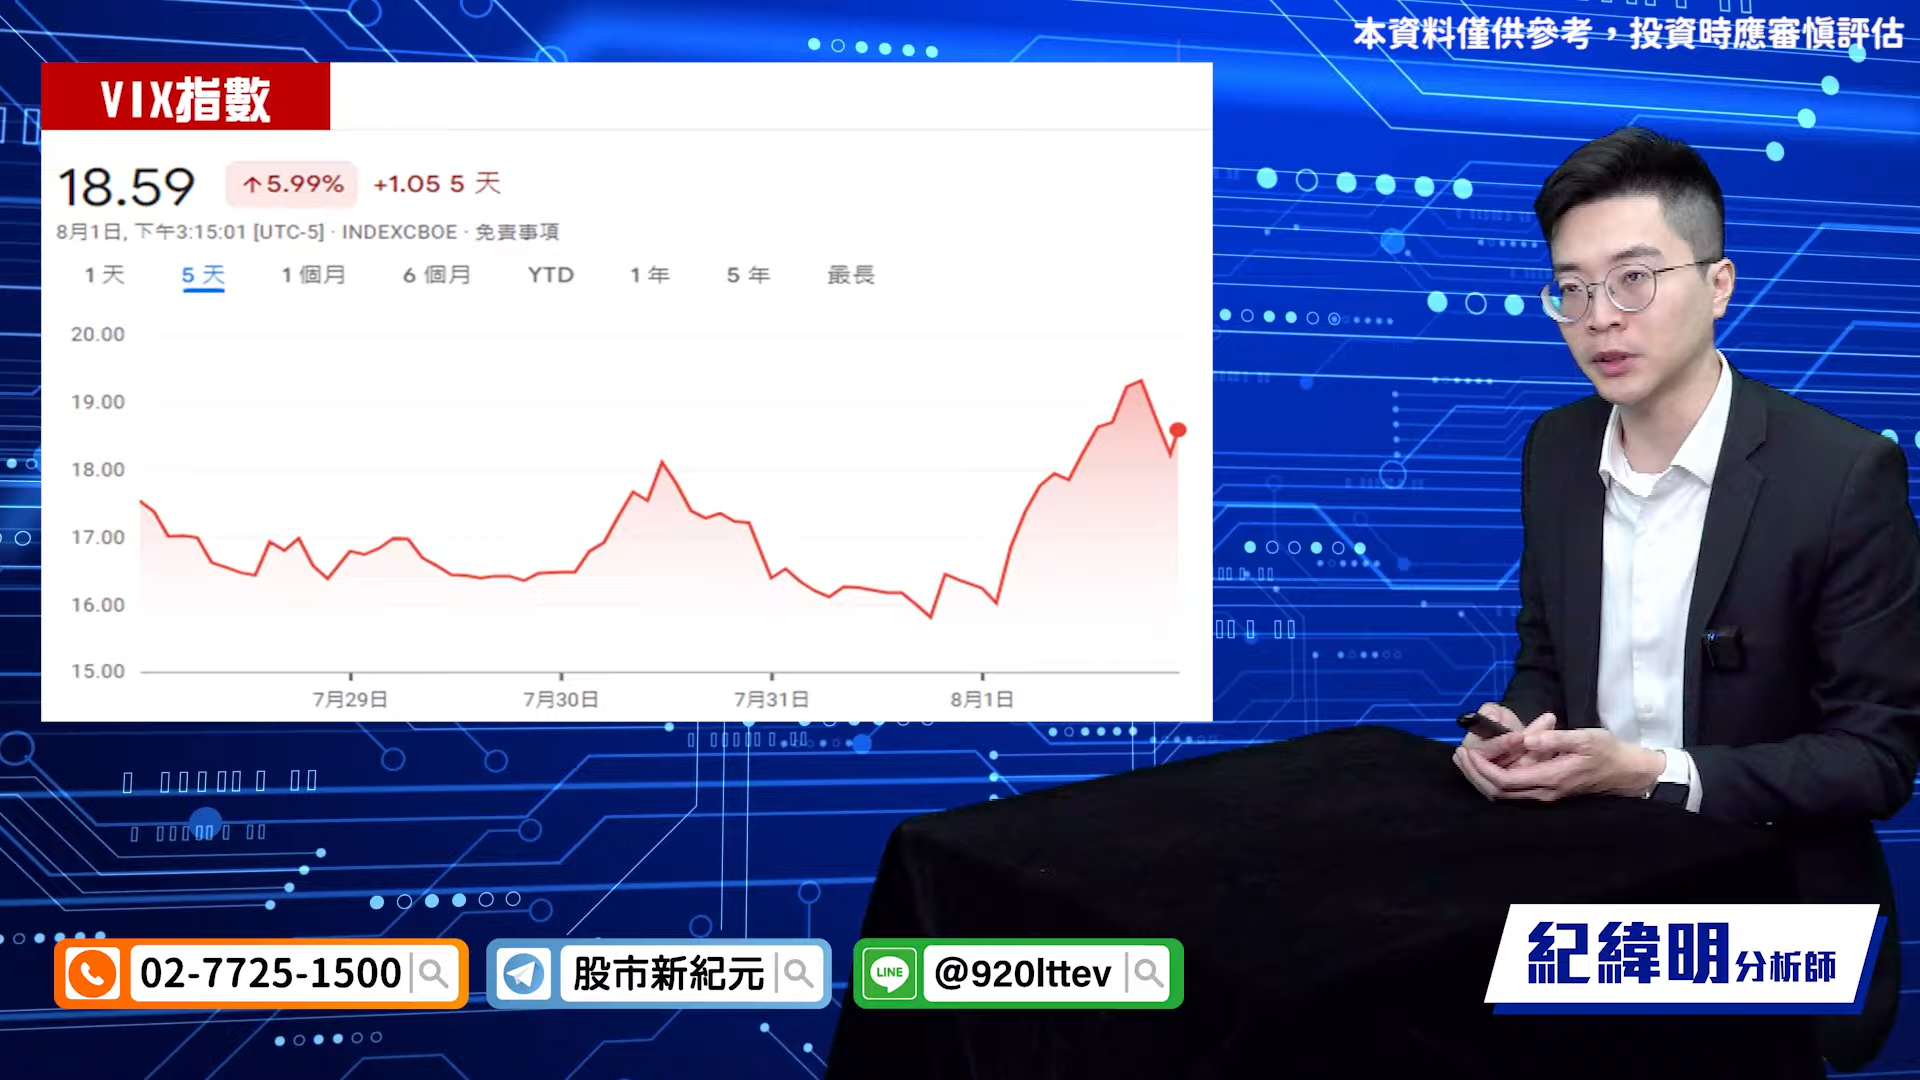 本資料僅供參考，投資時應審慎評估
VIX指數
18.59 ↑5.99% +1.05 5 天
8月1日, 下午3:15:01 [UTC-5] · INDEXCBOE · 免責事項
1 天 5 天 1 個月 6 個月 YTD 1 年 5 年 最長
20.00
19.00
18.00
17.00
16.00
15.00
7月29日 7月30日 7月31日 8月1日
02-7725-1500 股市新紀元 LINE @920lttev
紀緯明分析師